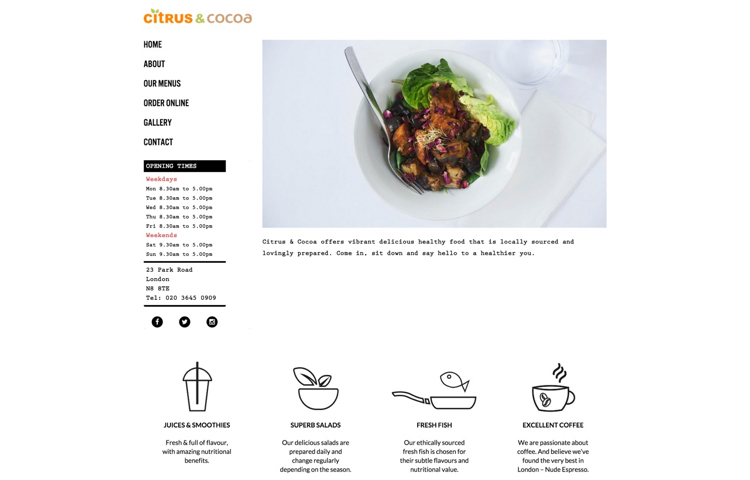 CITRUS & COCOA
HOME
ABOUT
OUR MENUS
ORDER ONLINE
GALLERY
CONTACT
OPENING TIMES
Weekdays
Mon 8.30am to 5.00pm
Tue 8.30am to 5.00pm
Wed 8.30am to 5.00pm
Thu 8.30am to 5.00pm
Fri 8.30am to 5.00pm
Weekends
Sat 9.30am to 5.00pm
Sun 9.30am to 5.00pm
23 Park Road
London
N8 8TE
Tel: 020 3645 0909
Citrus & Cocoa offers vibrant delicious healthy food that is locally sourced and
lovingly prepared. Come in, sit down and say hello to a healthier you.
JUICES & SMOOTHIES
Fresh & full of flavour,
with amazing nutritional
benefits.
SUPERB SALADS
Our delicious salads are
prepared daily and
change regularly
depending on the season.
FRESH FISH
Our ethically sourced
fresh fish is chosen for
their subtle flavours and
nutritional value.
EXCELLENT COFFEE
We are passionate about
coffee. And believe we've
found the very best in
London – Nude Espresso.